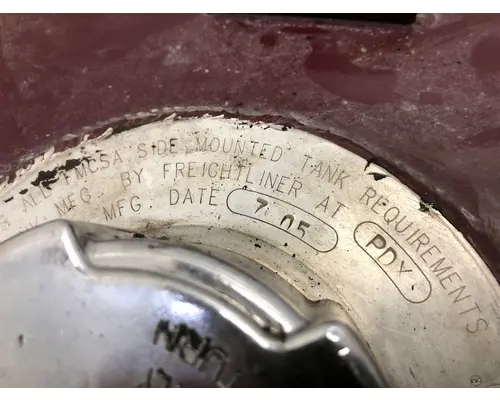 ALL FMCSA SIDE MOUNTED TANK REQUIREMENTS
MFG. BY FREIGHTLINER AT PDX
MFG. DATE 7 05
®